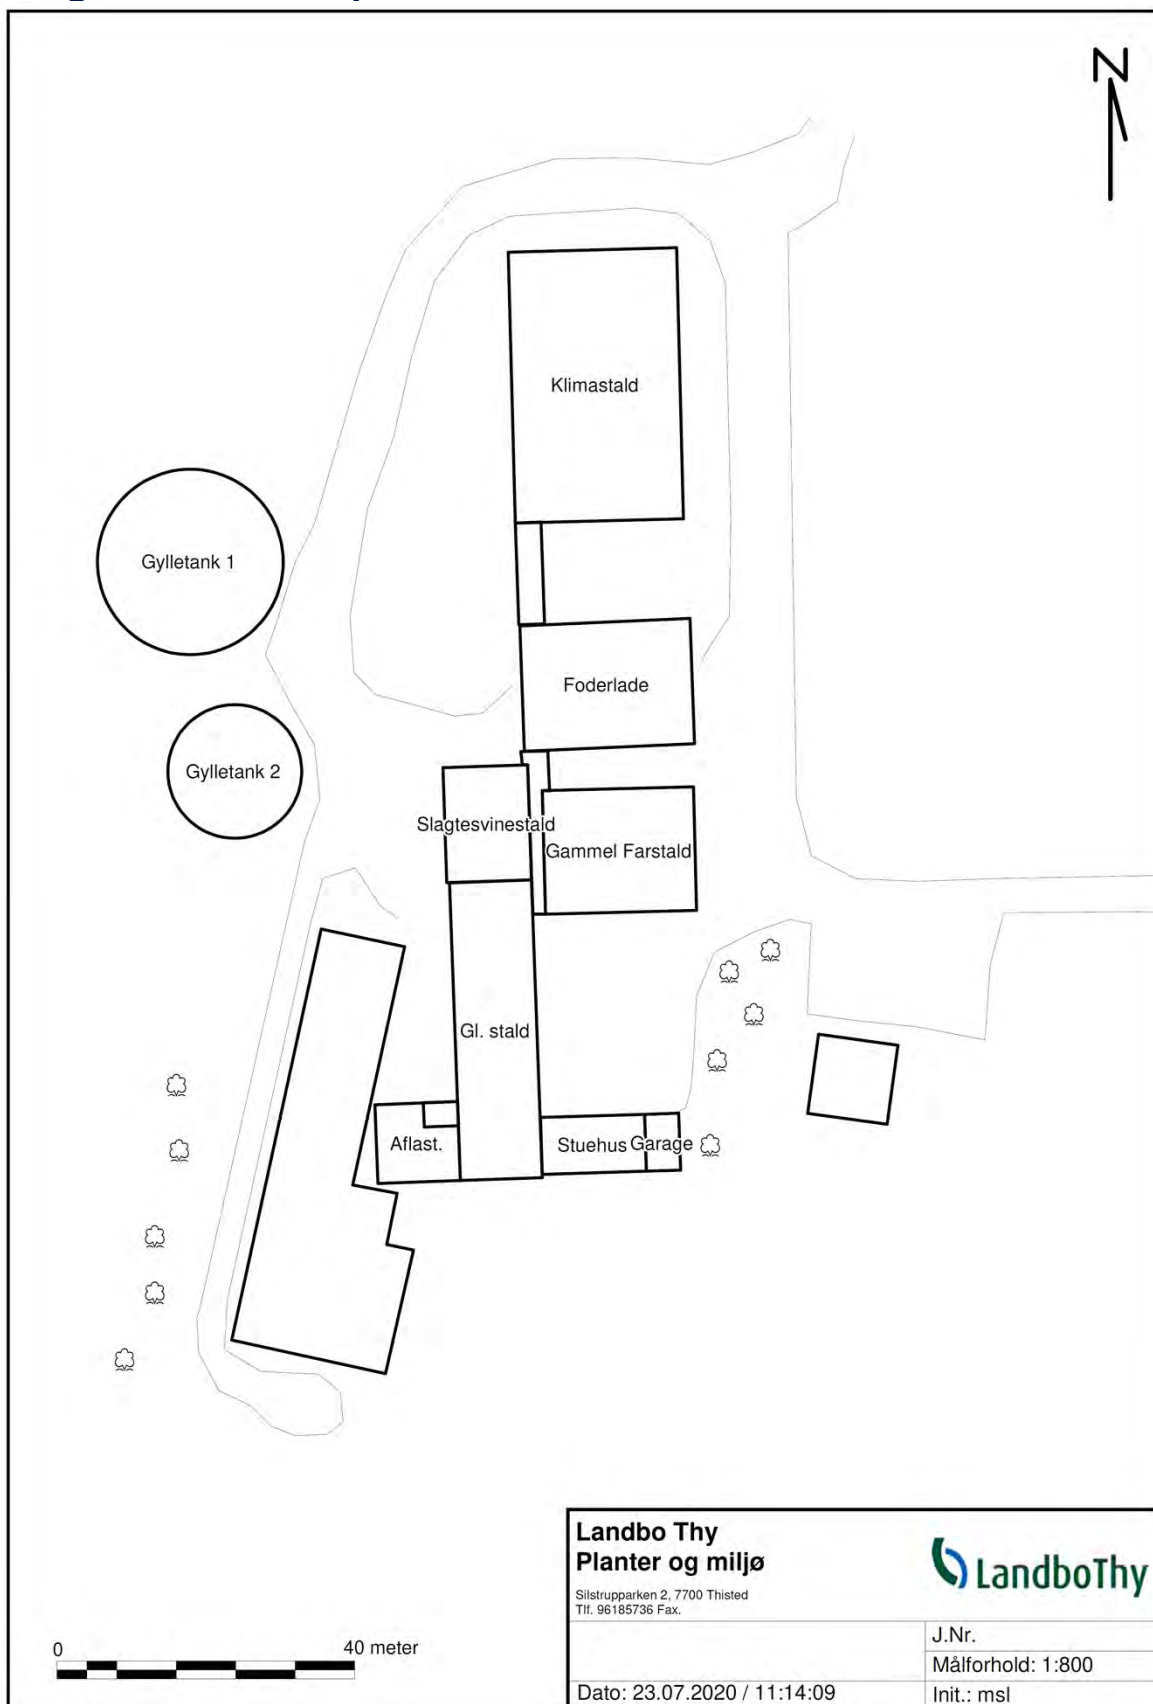 N
Klimastald
Gylletank 1
Foderlade
Gylletank 2
Slagtesvinestald
Gammel Farstald
Gl. stald
Aflast.
Stuehus
Garage
Landbo Thy
Planter og miljø
Silstrupparken 2, 7700 Thisted
Tlf. 96185736 Fax.
LandboThy
0 40 meter
J.Nr.
Målforhold: 1:800
Dato: 23.07.2020 / 11:14:09
Init.: msl